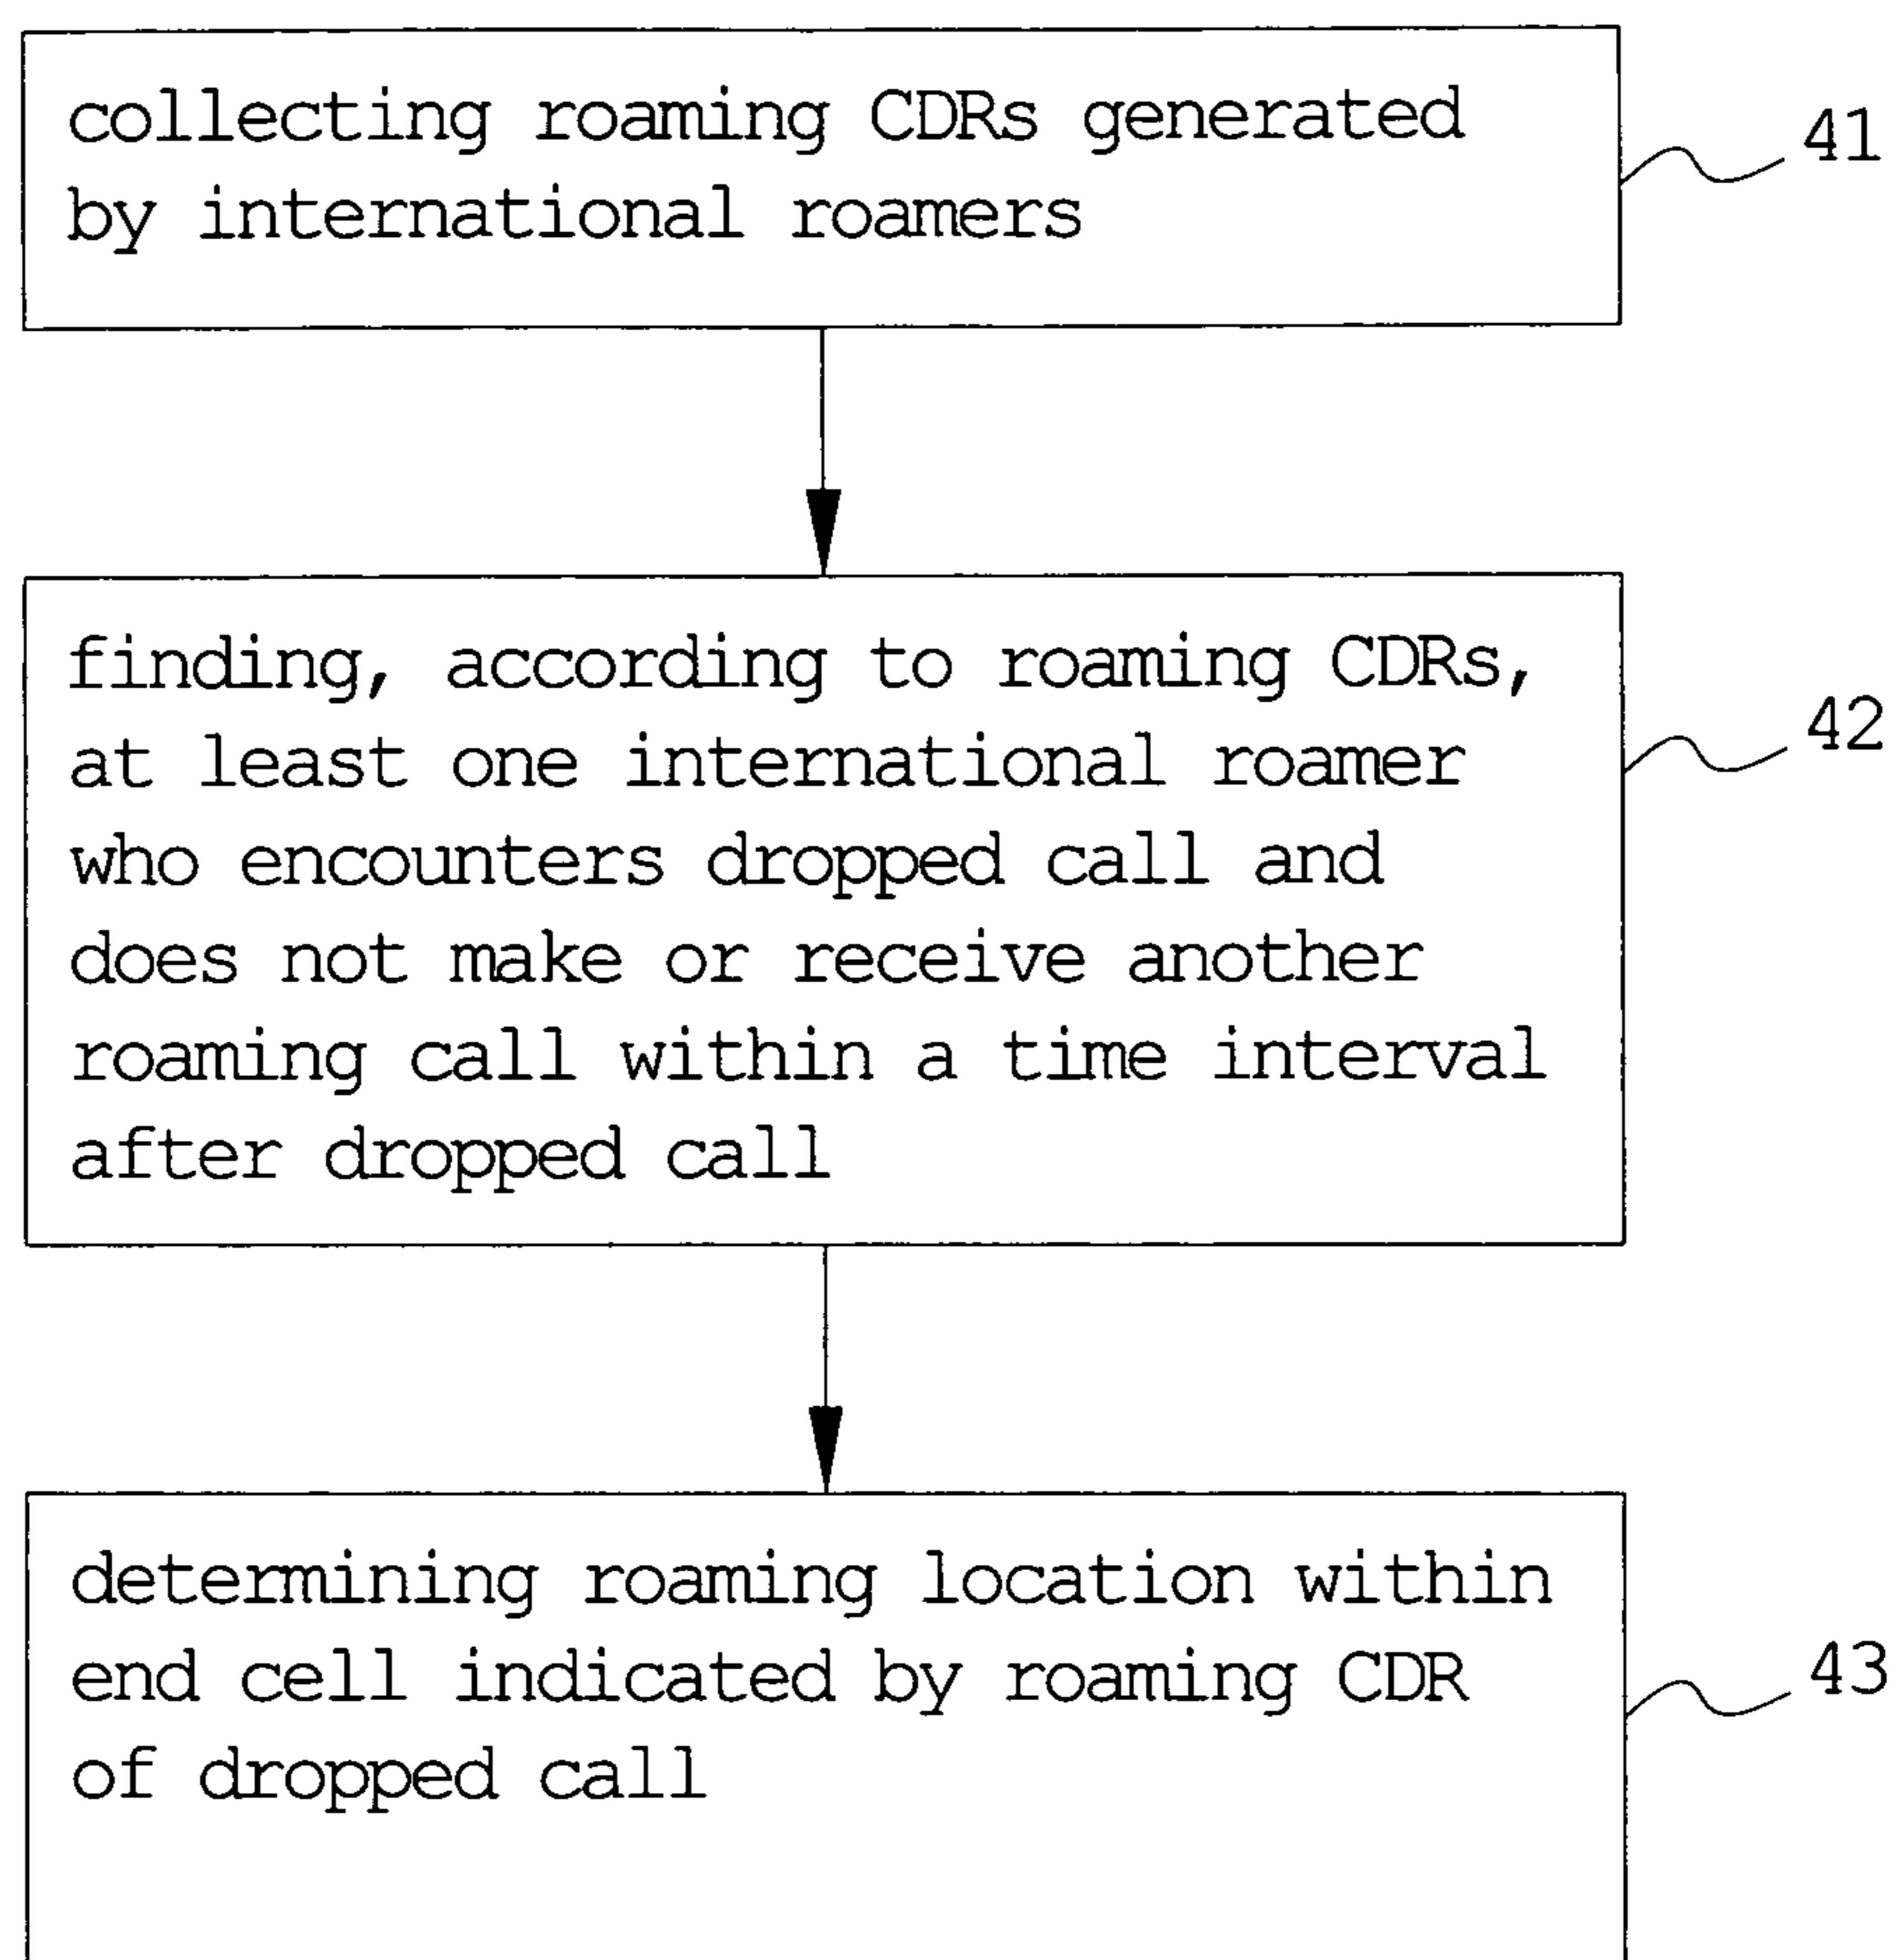 collecting roaming CDRs generated
by international roamers
41
finding, according to roaming CDRs,
at least one international roamer
who encounters dropped call and
does not make or receive another
roaming call within a time interval
after dropped call
42
determining roaming location within
end cell indicated by roaming CDR
of dropped call
43